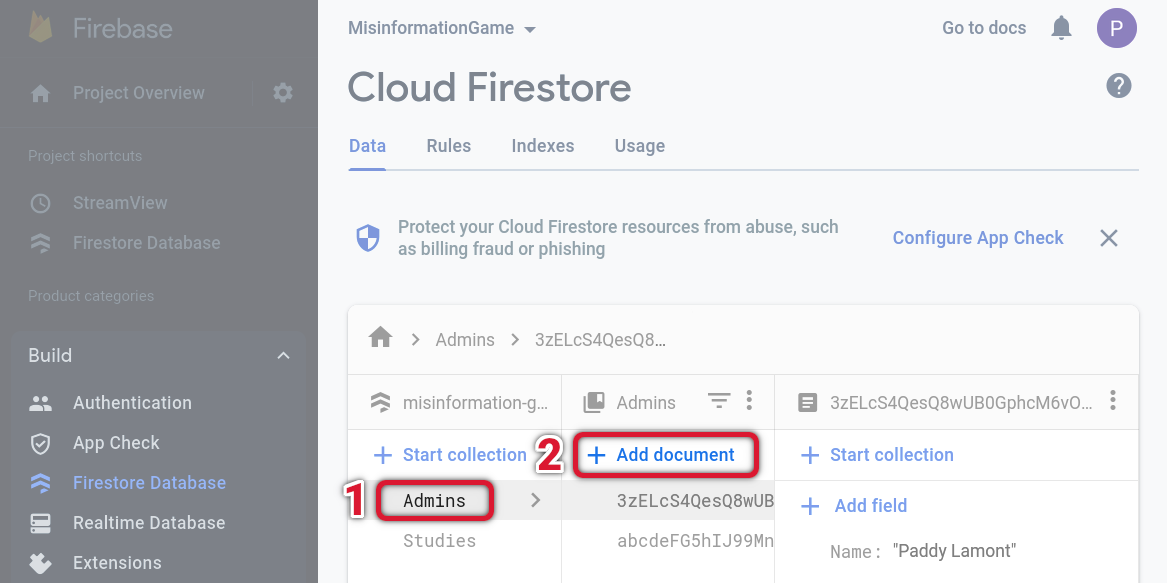 Firebase
Project Overview
Project shortcuts
StreamView
Firestore Database
Product categories
Build
Authentication
App Check
Firestore Database
Realtime Database
Extensions
MisinformationGame
Go to docs
P
Cloud Firestore
?
Data Rules Indexes Usage
Protect your Cloud Firestore resources from abuse, such
as billing fraud or phishing
Configure App Check
Admins > 3zELcS4QesQ8…
misinformation-g…
Admins
3zELcS4QesQ8wUB0GphcM6vO…
+ Start collection
2
+ Add document
+ Start collection
1
Admins
3zELcS4QesQ8wUB
+ Add field
Studies
abcdeFG5hIJ99Mn
Name: "Paddy Lamont"